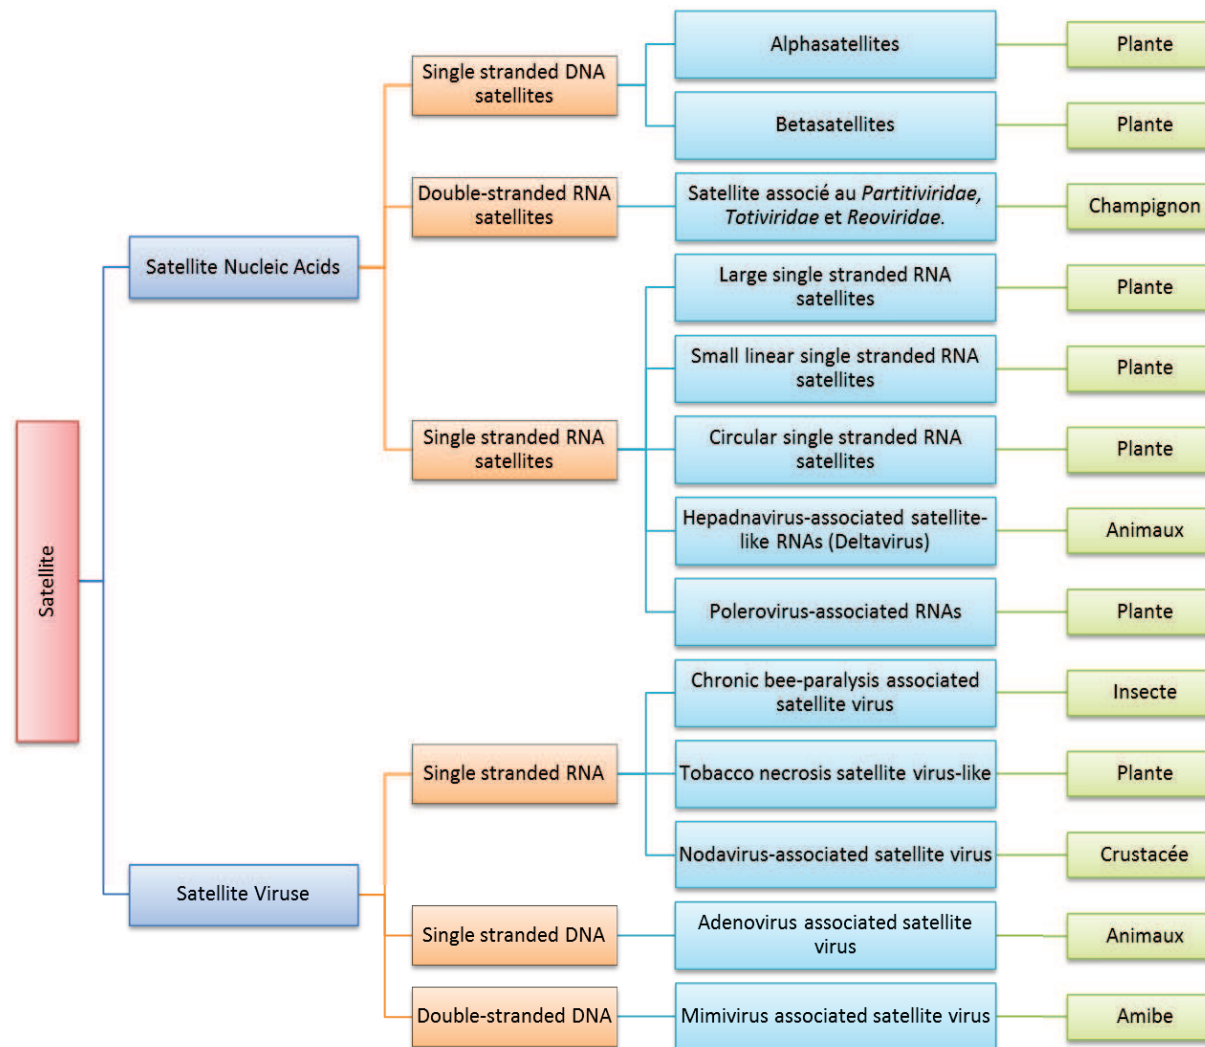 Satellite
Satellite Nucleic Acids
Single stranded DNA
satellites
Alphasatellites
Plante
Betasatellites
Plante
Double-stranded RNA
satellites
Satellite associé au Partitiviridae,
Totiviridae et Reoviridae.
Champignon
Single stranded RNA
satellites
Large single stranded RNA
satellites
Plante
Small linear single stranded RNA
satellites
Plante
Circular single stranded RNA
satellites
Plante
Hepadnavirus-associated satellite-
like RNAs (Deltavirus)
Animaux
Polerovirus-associated RNAs
Plante
Satellite Viruse
Single stranded RNA
Chronic bee-paralysis associated
satellite virus
Insecte
Tobacco necrosis satellite virus-like
Plante
Nodavirus-associated satellite virus
Crustacée
Single stranded DNA
Adenovirus associated satellite
virus
Animaux
Double-stranded DNA
Mimivirus associated satellite virus
Amibe